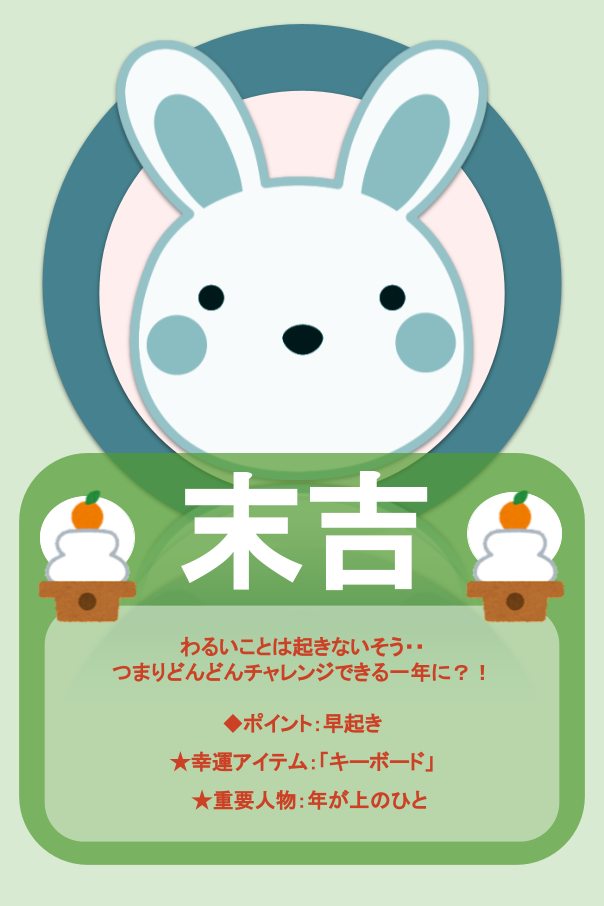 末吉
わるいことは起きないそう・・
つまりどんどんチャレンジできる一年に？！
◆ポイント：早起き
★幸運アイテム：「キーボード」
★重要人物：年が上のひと